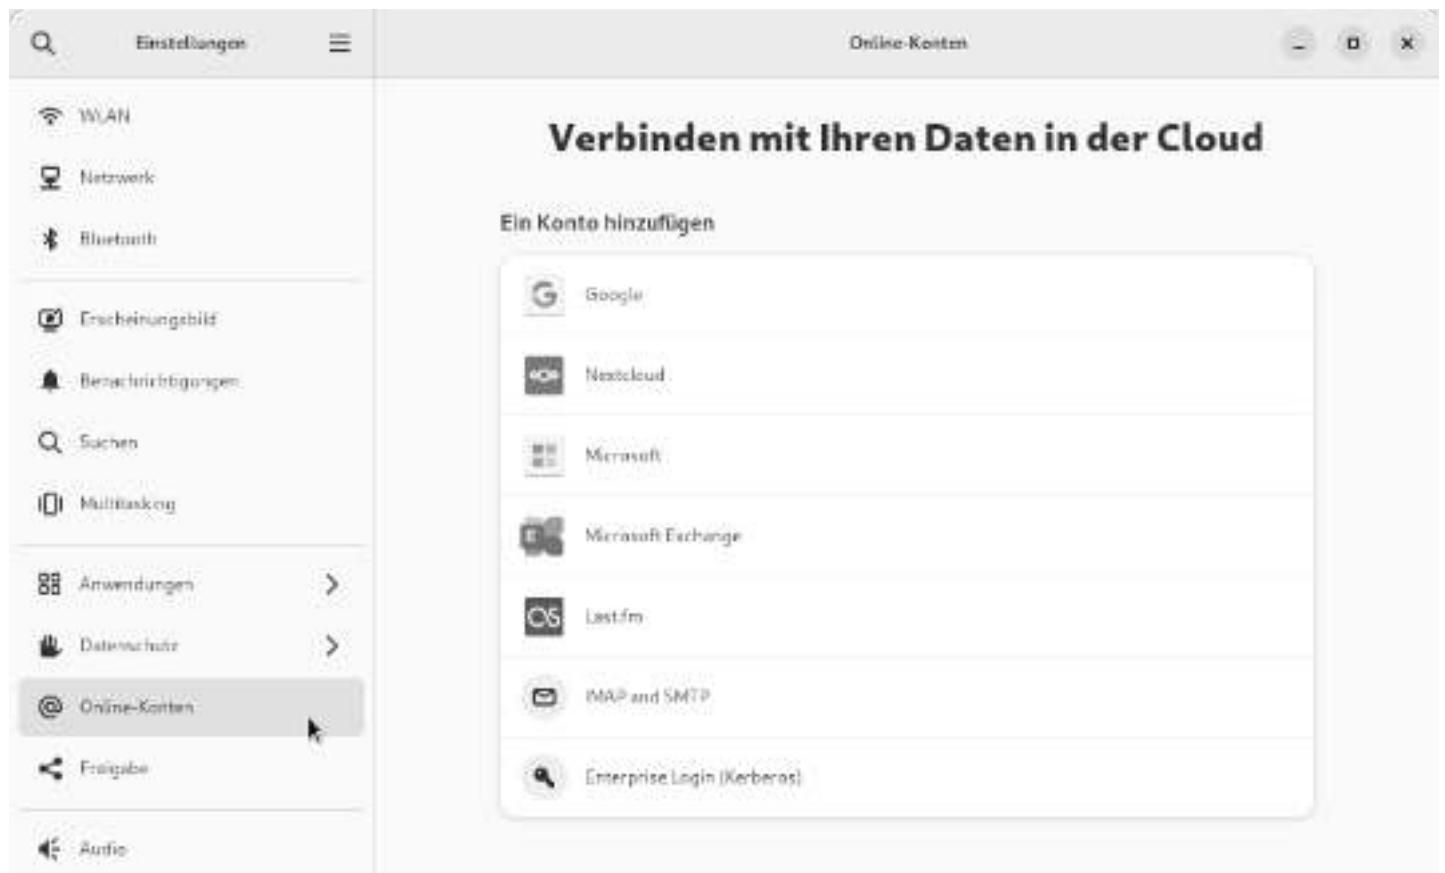 Einstellungen
Online-Konten
WLAN
Netzwerk
Bluetooth
Erscheinungsbild
Benachrichtigungen
Suchen
Multitasking
Anwendungen
Datenschutz
Online-Konten
Freigabe
Audio
Verbinden mit Ihren Daten in der Cloud
Ein Konto hinzufügen
Google
Nextcloud
Microsoft
Microsoft Exchange
Last.fm
IMAP and SMTP
Enterprise Login (Kerberos)